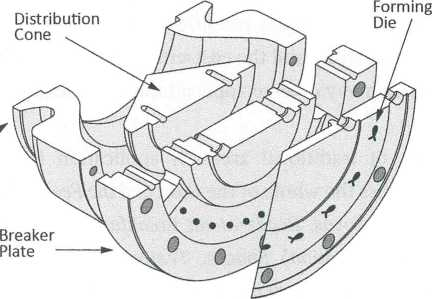 Distribution
Cone
Forming
Die
Breaker
Plate